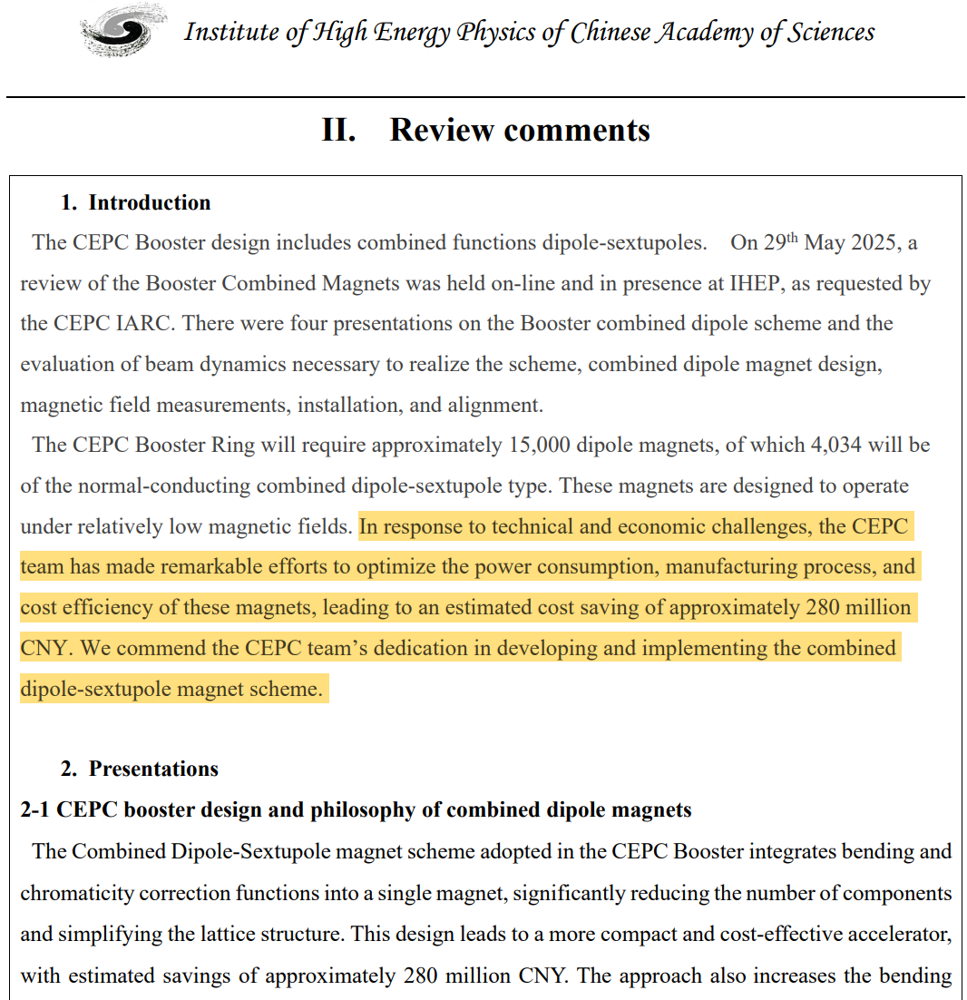 Institute of High Energy Physics of Chinese Academy of Sciences
II. Review comments
1. Introduction
The CEPC Booster design includes combined functions dipole-sextupoles. On 29th May 2025, a
review of the Booster Combined Magnets was held on-line and in presence at IHEP, as requested by
the CEPC IARC. There were four presentations on the Booster combined dipole scheme and the
evaluation of beam dynamics necessary to realize the scheme, combined dipole magnet design,
magnetic field measurements, installation, and alignment.
The CEPC Booster Ring will require approximately 15,000 dipole magnets, of which 4,034 will be
of the normal-conducting combined dipole-sextupole type. These magnets are designed to operate
under relatively low magnetic fields. In response to technical and economic challenges, the CEPC
team has made remarkable efforts to optimize the power consumption, manufacturing process, and
cost efficiency of these magnets, leading to an estimated cost saving of approximately 280 million
CNY. We commend the CEPC team’s dedication in developing and implementing the combined
dipole-sextupole magnet scheme.
2. Presentations
2-1 CEPC booster design and philosophy of combined dipole magnets
The Combined Dipole-Sextupole magnet scheme adopted in the CEPC Booster integrates bending and
chromaticity correction functions into a single magnet, significantly reducing the number of components
and simplifying the lattice structure. This design leads to a more compact and cost-effective accelerator,
with estimated savings of approximately 280 million CNY. The approach also increases the bending